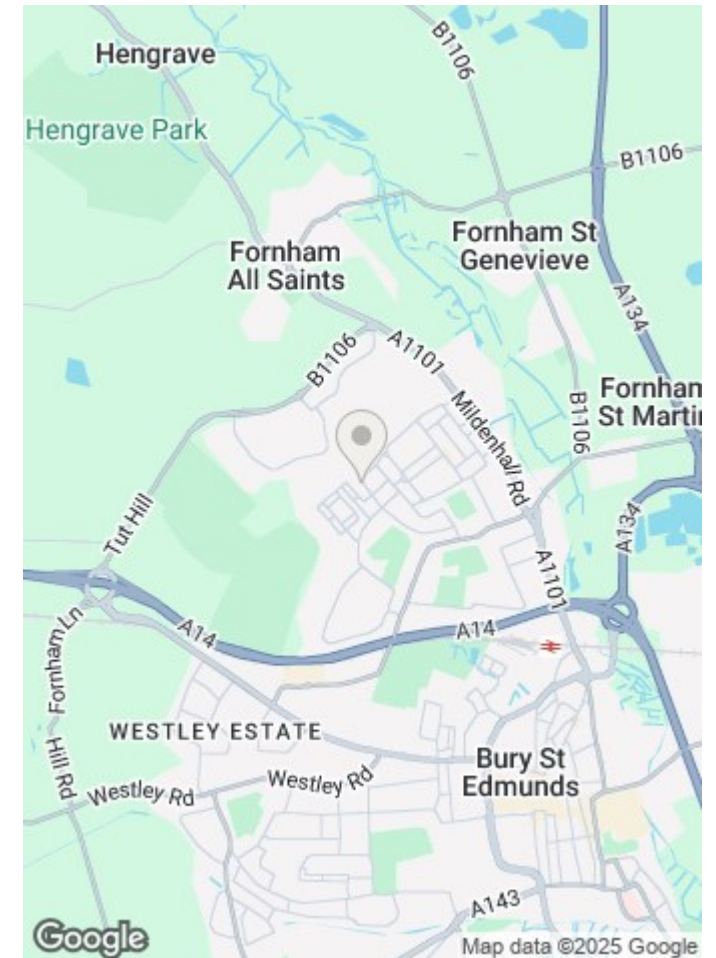 Hengrave
B1106
Hengrave Park
B1106
Fornham
All Saints
Fornham St
Genevieve
A134
B1106
A1101
Fornham
St Martin
Mildenhall Rd
B1106
Tut Hill
A134
A1101
A14
A14
Fornham Ln
WESTLEY ESTATE
Hill Rd
Westley Rd
Westley Rd
Bury St
Edmunds
A143
Google
Map data ©2025 Google